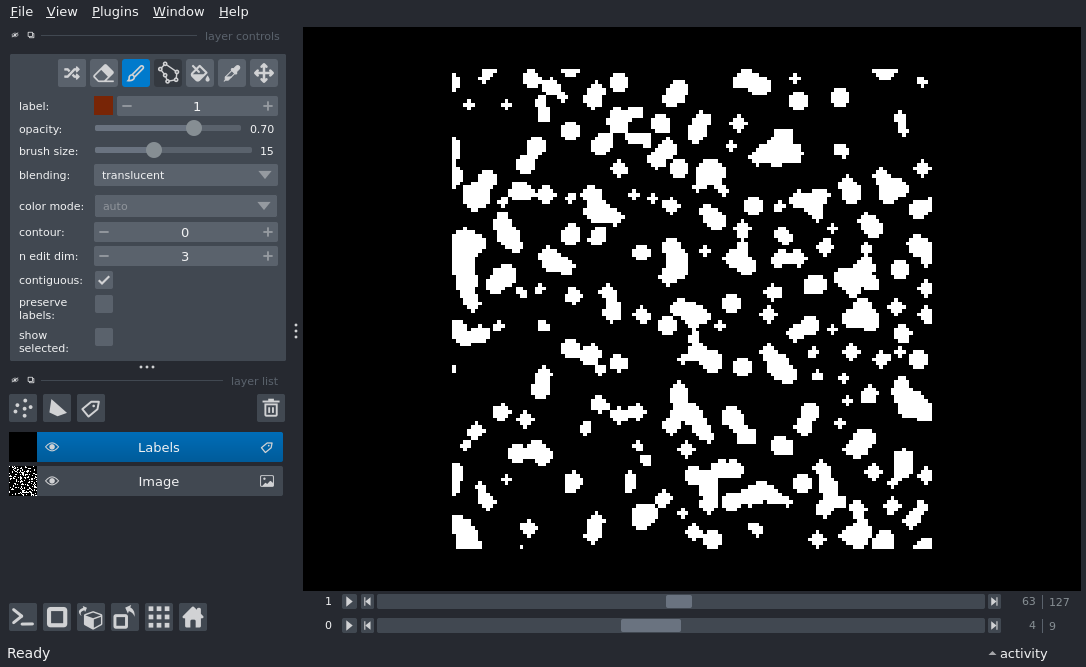 File View Plugins Window Help
layer controls
label: 1
opacity: 0.70
brush size: 15
blending: translucent
color mode: auto
contour: 0
n edit dim: 3
contiguous:
preserve
labels:
show
selected:
layer list
Labels
Image
1 63 127
0 4 9
Ready activity